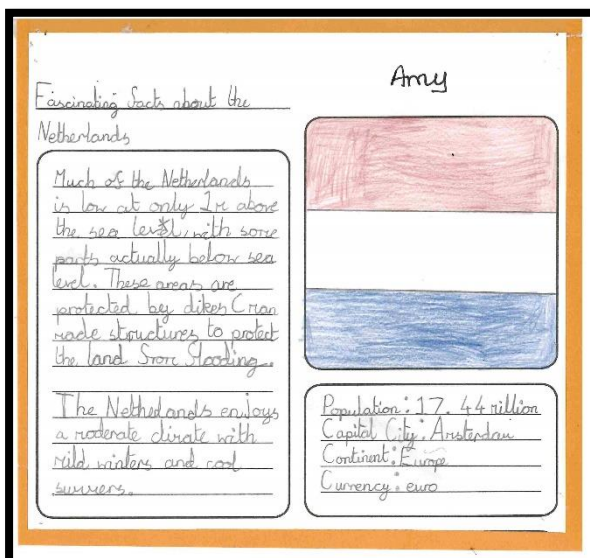 Amy
Fascinating facts about the
Netherlands
Much of the Netherlands
is low at only 1m above
the sea level, with some
parts actually below sea
level. These areas are
protected by dikes (man
made structures to protect
the land from flooding.
The Netherlands enjoys
a moderate climate with
mild winters and cool
summers.
Population: 17.44 million
Capital City: Amsterdam
Continent: Europe
Currency: euro